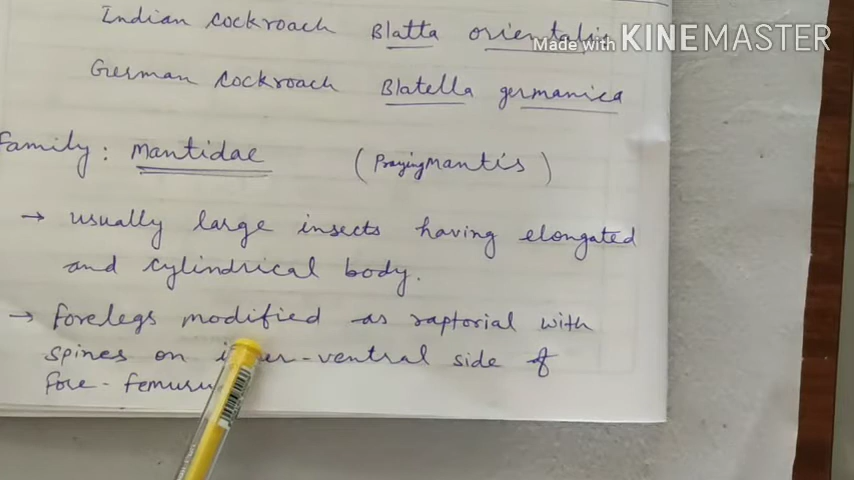 Indian cockroach Blatta orientalis
Made with KINEMASTER
German cockroach Blatella germanica
Family: Mantidae (Praying mantis)
→ usually large insects having elongated
and cylindrical body.
→ forelegs modified as raptorial with
spines on inner-ventral side of
fore-femur